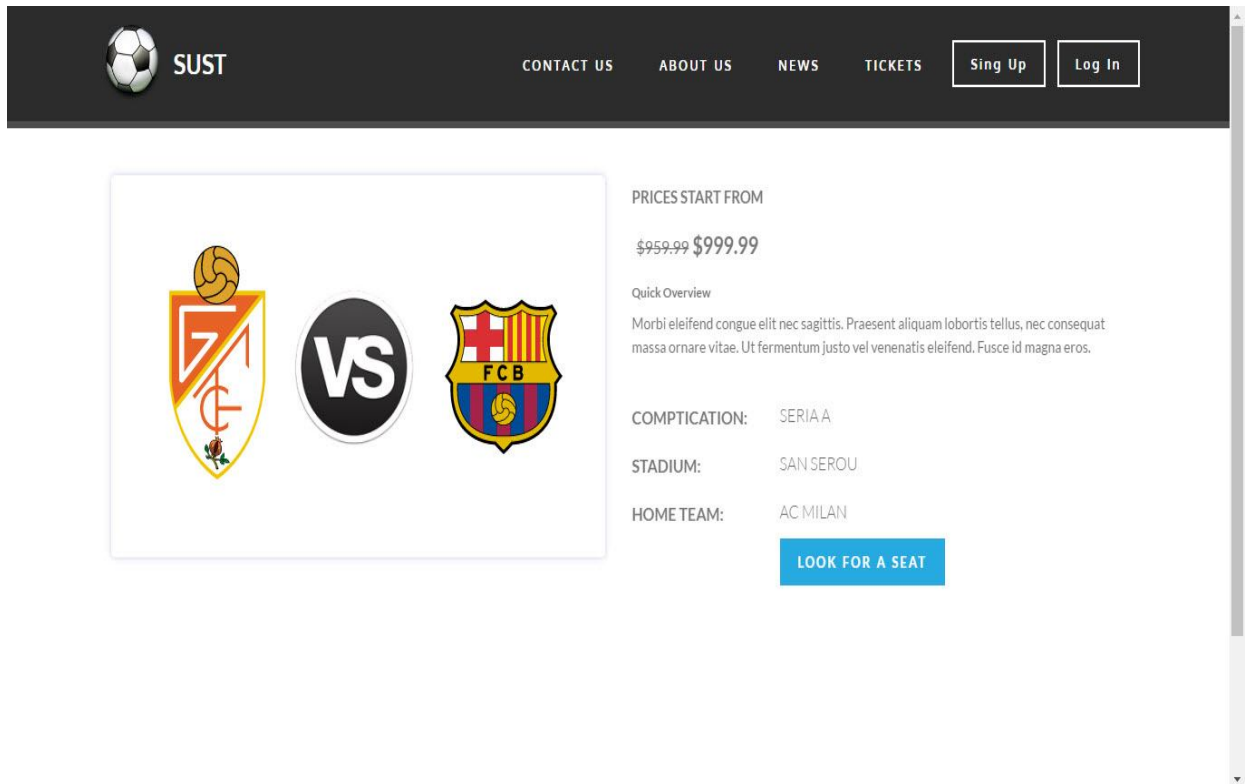 SUST
CONTACT US ABOUT US NEWS TICKETS Sing Up Log In
PRICES START FROM
$959.99 $999.99
Quick Overview
Morbi eleifend congue elit nec sagittis. Praesent aliquam lobortis tellus, nec consequat
massa ornare vitae. Ut fermentum justo vel venenatis eleifend. Fusce id magna eros.
VS
FCB
COMPTICATION: SERIA A
STADIUM: SAN SEROU
HOME TEAM: AC MILAN
LOOK FOR A SEAT